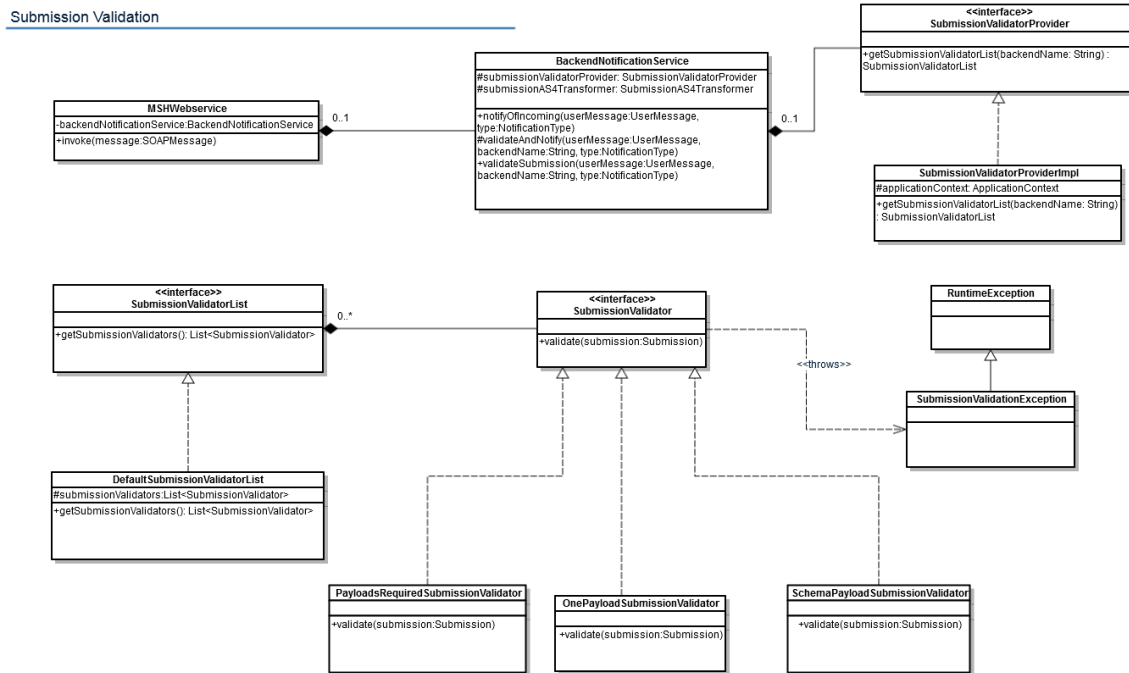 Submission Validation
<<interface>>
SubmissionValidatorProvider
+getSubmissionValidatorList(backendName: String) :
SubmissionValidatorList
BackendNotificationService
#submissionValidatorProvider: SubmissionValidatorProvider
#submissionAS4Transformer: SubmissionAS4Transformer
+notifyOfIncoming(userMessage:UserMessage,
type:NotificationType)
#validateAndNotify(userMessage:UserMessage,
backendName:String, type:NotificationType)
+validateSubmission(userMessage:UserMessage,
backendName:String, type:NotificationType)
0..1
MSHWebservice
-backendNotificationService:BackendNotificationService
+invoke(message:SOAPMessage)
0..1
SubmissionValidatorProviderImpl
#applicationContext: ApplicationContext
+getSubmissionValidatorList(backendName: String)
: SubmissionValidatorList
<<interface>>
SubmissionValidatorList
+getSubmissionValidators(): List<SubmissionValidator>
0..*
<<interface>>
SubmissionValidator
+validate(submission:Submission)
<<throws>>
RuntimeException
SubmissionValidationException
DefaultSubmissionValidatorList
#submissionValidators:List<SubmissionValidator>
+getSubmissionValidators(): List<SubmissionValidator>
PayloadsRequiredSubmissionValidator
+validate(submission:Submission)
OnePayloadSubmissionValidator
+validate(submission:Submission)
SchemaPayloadSubmissionValidator
+validate(submission:Submission)